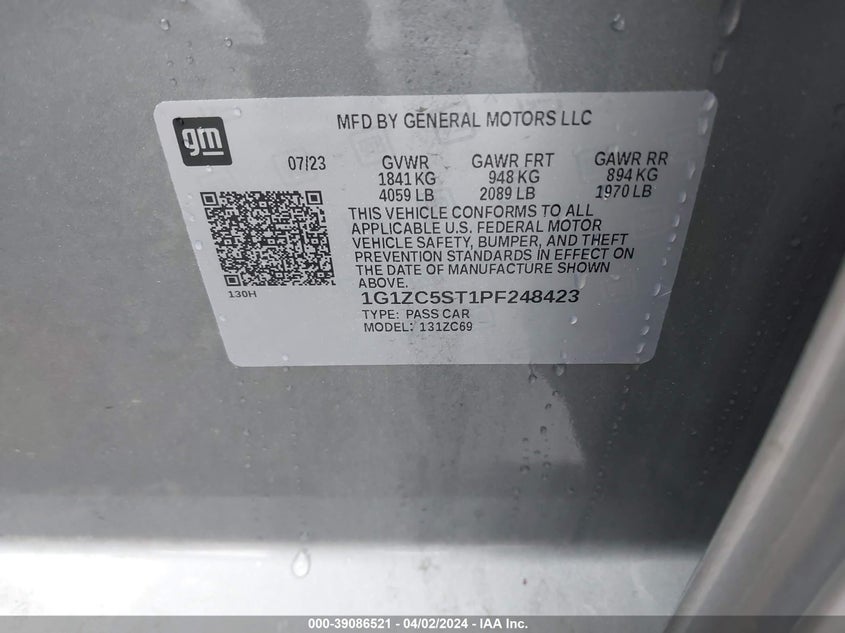 gm
MFD BY GENERAL MOTORS LLC
07/23 GVWR GAWR FRT GAWR RR
1841 KG 948 KG 894 KG
4059 LB 2089 LB 1970 LB
THIS VEHICLE CONFORMS TO ALL
APPLICABLE U.S. FEDERAL MOTOR
VEHICLE SAFETY, BUMPER, AND THEFT
PREVENTION STANDARDS IN EFFECT ON
THE DATE OF MANUFACTURE SHOWN
ABOVE.
130H
1G1ZC5ST1PF248423
TYPE: PASS CAR
MODEL: 131ZC69
000-39086521 - 04/02/2024 - IAA Inc.